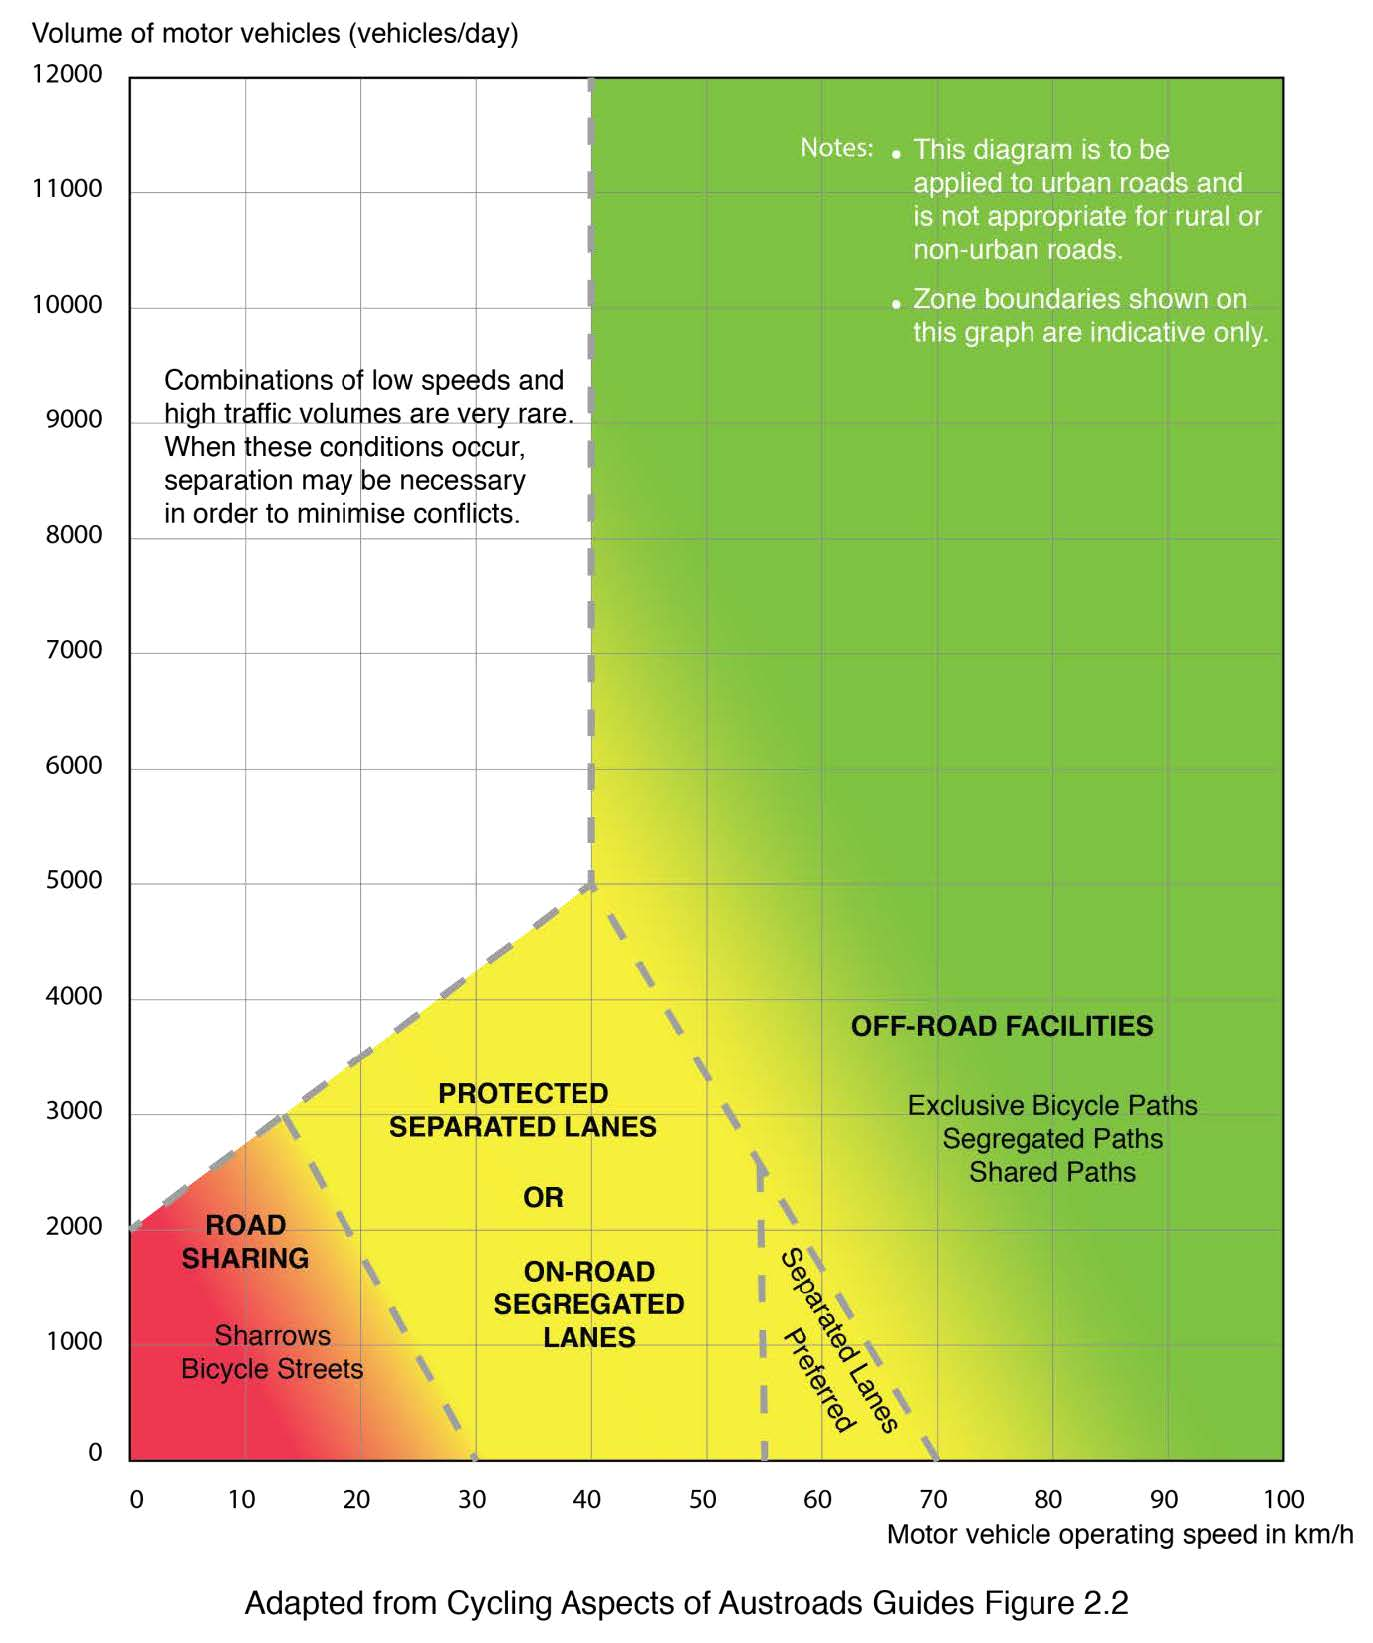 Volume of motor vehicles (vehicles/day)
12000
11000
10000
9000
8000
7000
6000
5000
4000
3000
2000
1000
0
Notes:
• This diagram is to be
applied to urban roads and
is not appropriate for rural or
non-urban roads.
• Zone boundaries shown on
this graph are indicative only.
Combinations of low speeds and
high traffic volumes are very rare.
When these conditions occur,
separation may be necessary
in order to minimise conflicts.
OFF-ROAD FACILITIES
Exclusive Bicycle Paths
Segregated Paths
Shared Paths
PROTECTED
SEPARATED LANES
OR
ON-ROAD
SEGREGATED
LANES
ROAD
SHARING
Sharrows
Bicycle Streets
Separated Lanes
Preferred
0 10 20 30 40 50 60 70 80 90 100
Motor vehicle operating speed in km/h
Adapted from Cycling Aspects of Austroads Guides Figure 2.2